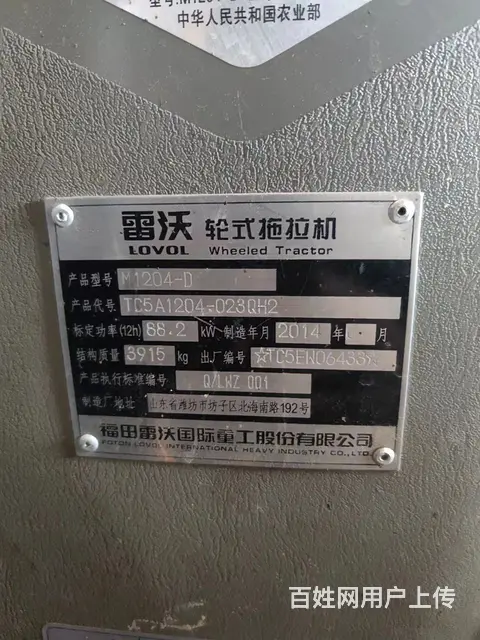 中华人民共和国农业部
雷沃 轮式拖拉机
LOVOL Wheeled Tractor
产品型号 M1204-D
产品代号 TC5A1204-023QH2
标定功率(12h) 88.2 kW 制造年月 2014 年 月
结构质量 3915 kg 出厂编号
产品执行标准编号 Q/LWZ 001
制造厂地址 山东省潍坊市坊子区北海南路192号
福田雷沃国际重工股份有限公司
FOTON LOVOL INTERNATIONAL HEAVY INDUSTRY CO.,LTD.
百姓网用户上传